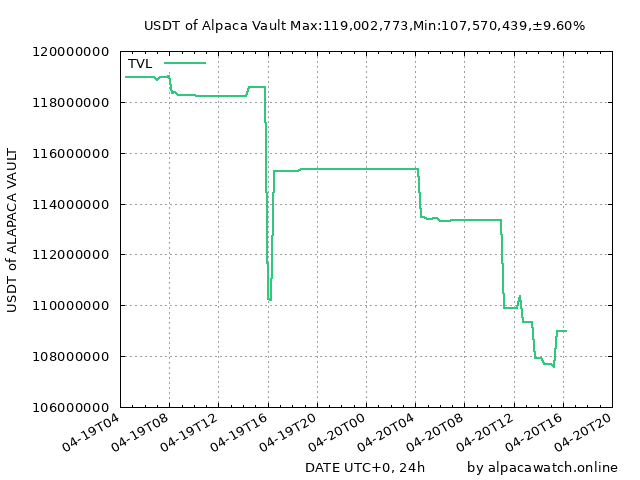 USDT of Alpaca Vault Max:119,002,773,Min:107,570,439,±9.60%
TVL
120000000
118000000
116000000
114000000
112000000
110000000
108000000
106000000
USDT of ALAPACA VAULT
04-19T04
04-19T08
04-19T12
04-19T16
04-19T20
04-20T00
04-20T04
04-20T08
04-20T12
04-20T16
04-20T20
DATE UTC+0, 24h
by alpacawatch.online